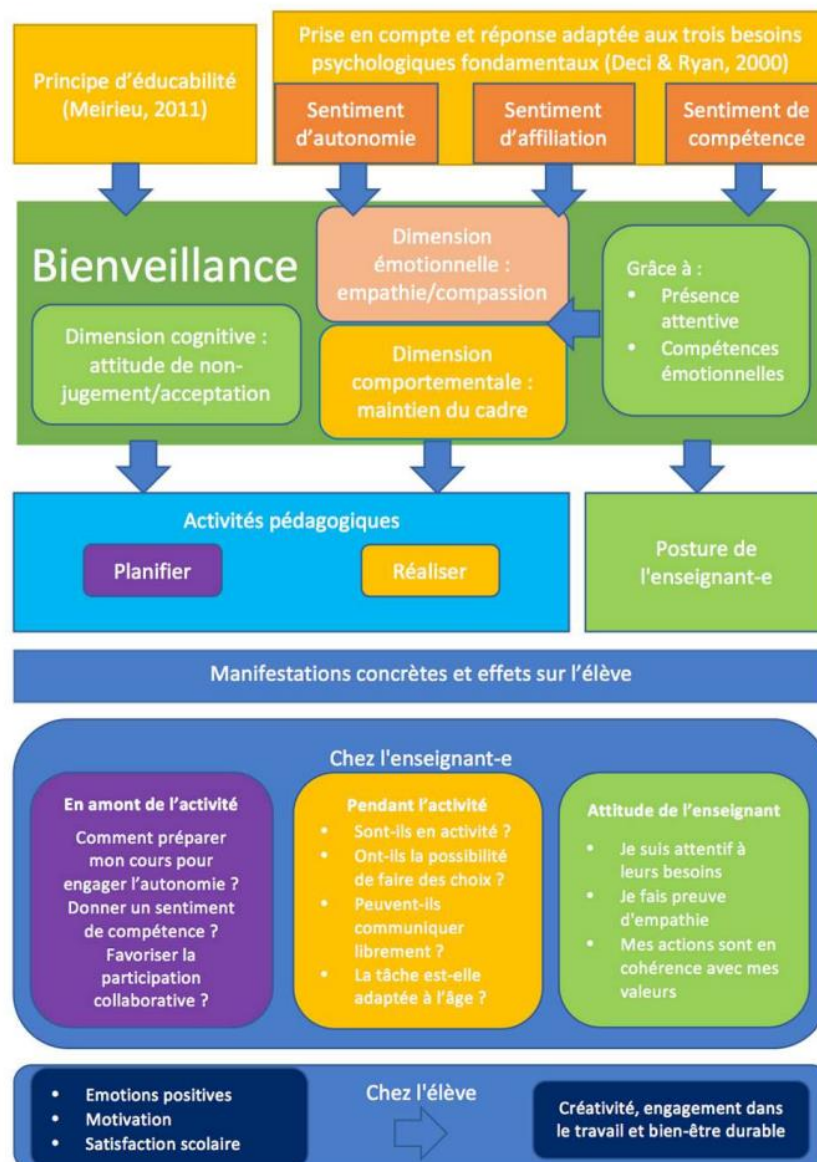 Principe d'éducabilité
(Meirieu, 2011)
Prise en compte et réponse adaptée aux trois besoins
psychologiques fondamentaux (Deci & Ryan, 2000)
Sentiment
d'autonomie
Sentiment
d'affiliation
Sentiment de
compétence
Bienveillance
Dimension cognitive :
attitude de non-
jugement/acceptation
Dimension
émotionnelle :
empathie/compassion
Dimension
comportementale :
maintien du cadre
Grâce à :
• Présence
attentive
• Compétences
émotionnelles
Activités pédagogiques
Planifier
Réaliser
Posture de
l'enseignant-e
Manifestations concrètes et effets sur l'élève
Chez l'enseignant-e
En amont de l'activité
Comment préparer
mon cours pour
engager l'autonomie ?
Donner un sentiment
de compétence ?
Favoriser la
participation
collaborative ?
Pendant l'activité
• Sont-ils en activité ?
• Ont-ils la possibilité
de faire des choix ?
• Peuvent-ils
communiquer
librement ?
• La tâche est-elle
adaptée à l'âge ?
Attitude de l'enseignant
• Je suis attentif à
leurs besoins
• Je fais preuve
d'empathie
• Mes actions sont en
cohérence avec mes
valeurs
Chez l'élève
• Emotions positives
• Motivation
• Satisfaction scolaire
Créativité, engagement dans
le travail et bien-être durable